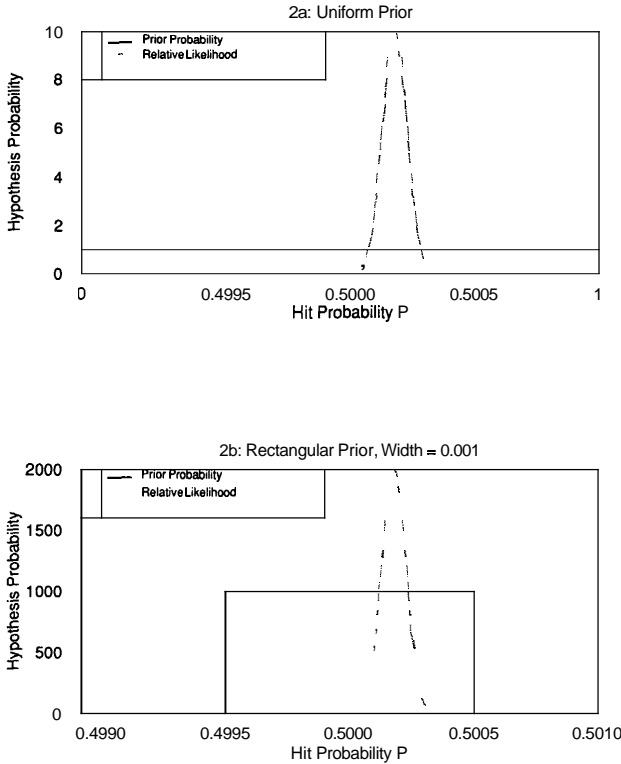 2a: Uniform Prior
10
Prior Probability
Relative Likelihood
8
6
4
2
0
Hypothesis Probability
0 0.4995 0.5000 0.5005 1
Hit Probability P
2b: Rectangular Prior, Width = 0.001
2000
Prior Probability
Relative Likelihood
1500
1000
500
0
Hypothesis Probability
0.4990 0.4995 0.5000 0.5005 0.5010
Hit Probability P